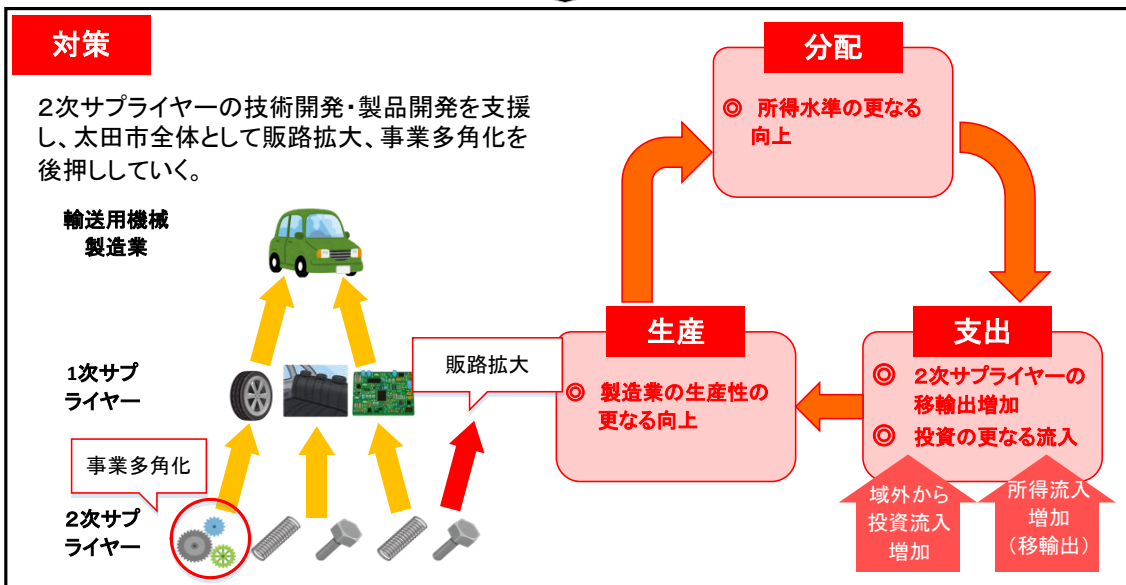 対策
2次サプライヤーの技術開発・製品開発を支援
し、太田市全体として販路拡大、事業多角化を
後押ししていく。
輸送用機械
製造業
1次サプ
ライヤー
販路拡大
事業多角化
2次サプ
ライヤー
分配
◎ 所得水準の更なる
向上
生産
◎ 製造業の生産性の
更なる向上
支出
◎ 2次サプライヤーの
移輸出増加
◎ 投資の更なる流入
域外から
投資流入
増加
所得流入
増加
(移輸出)